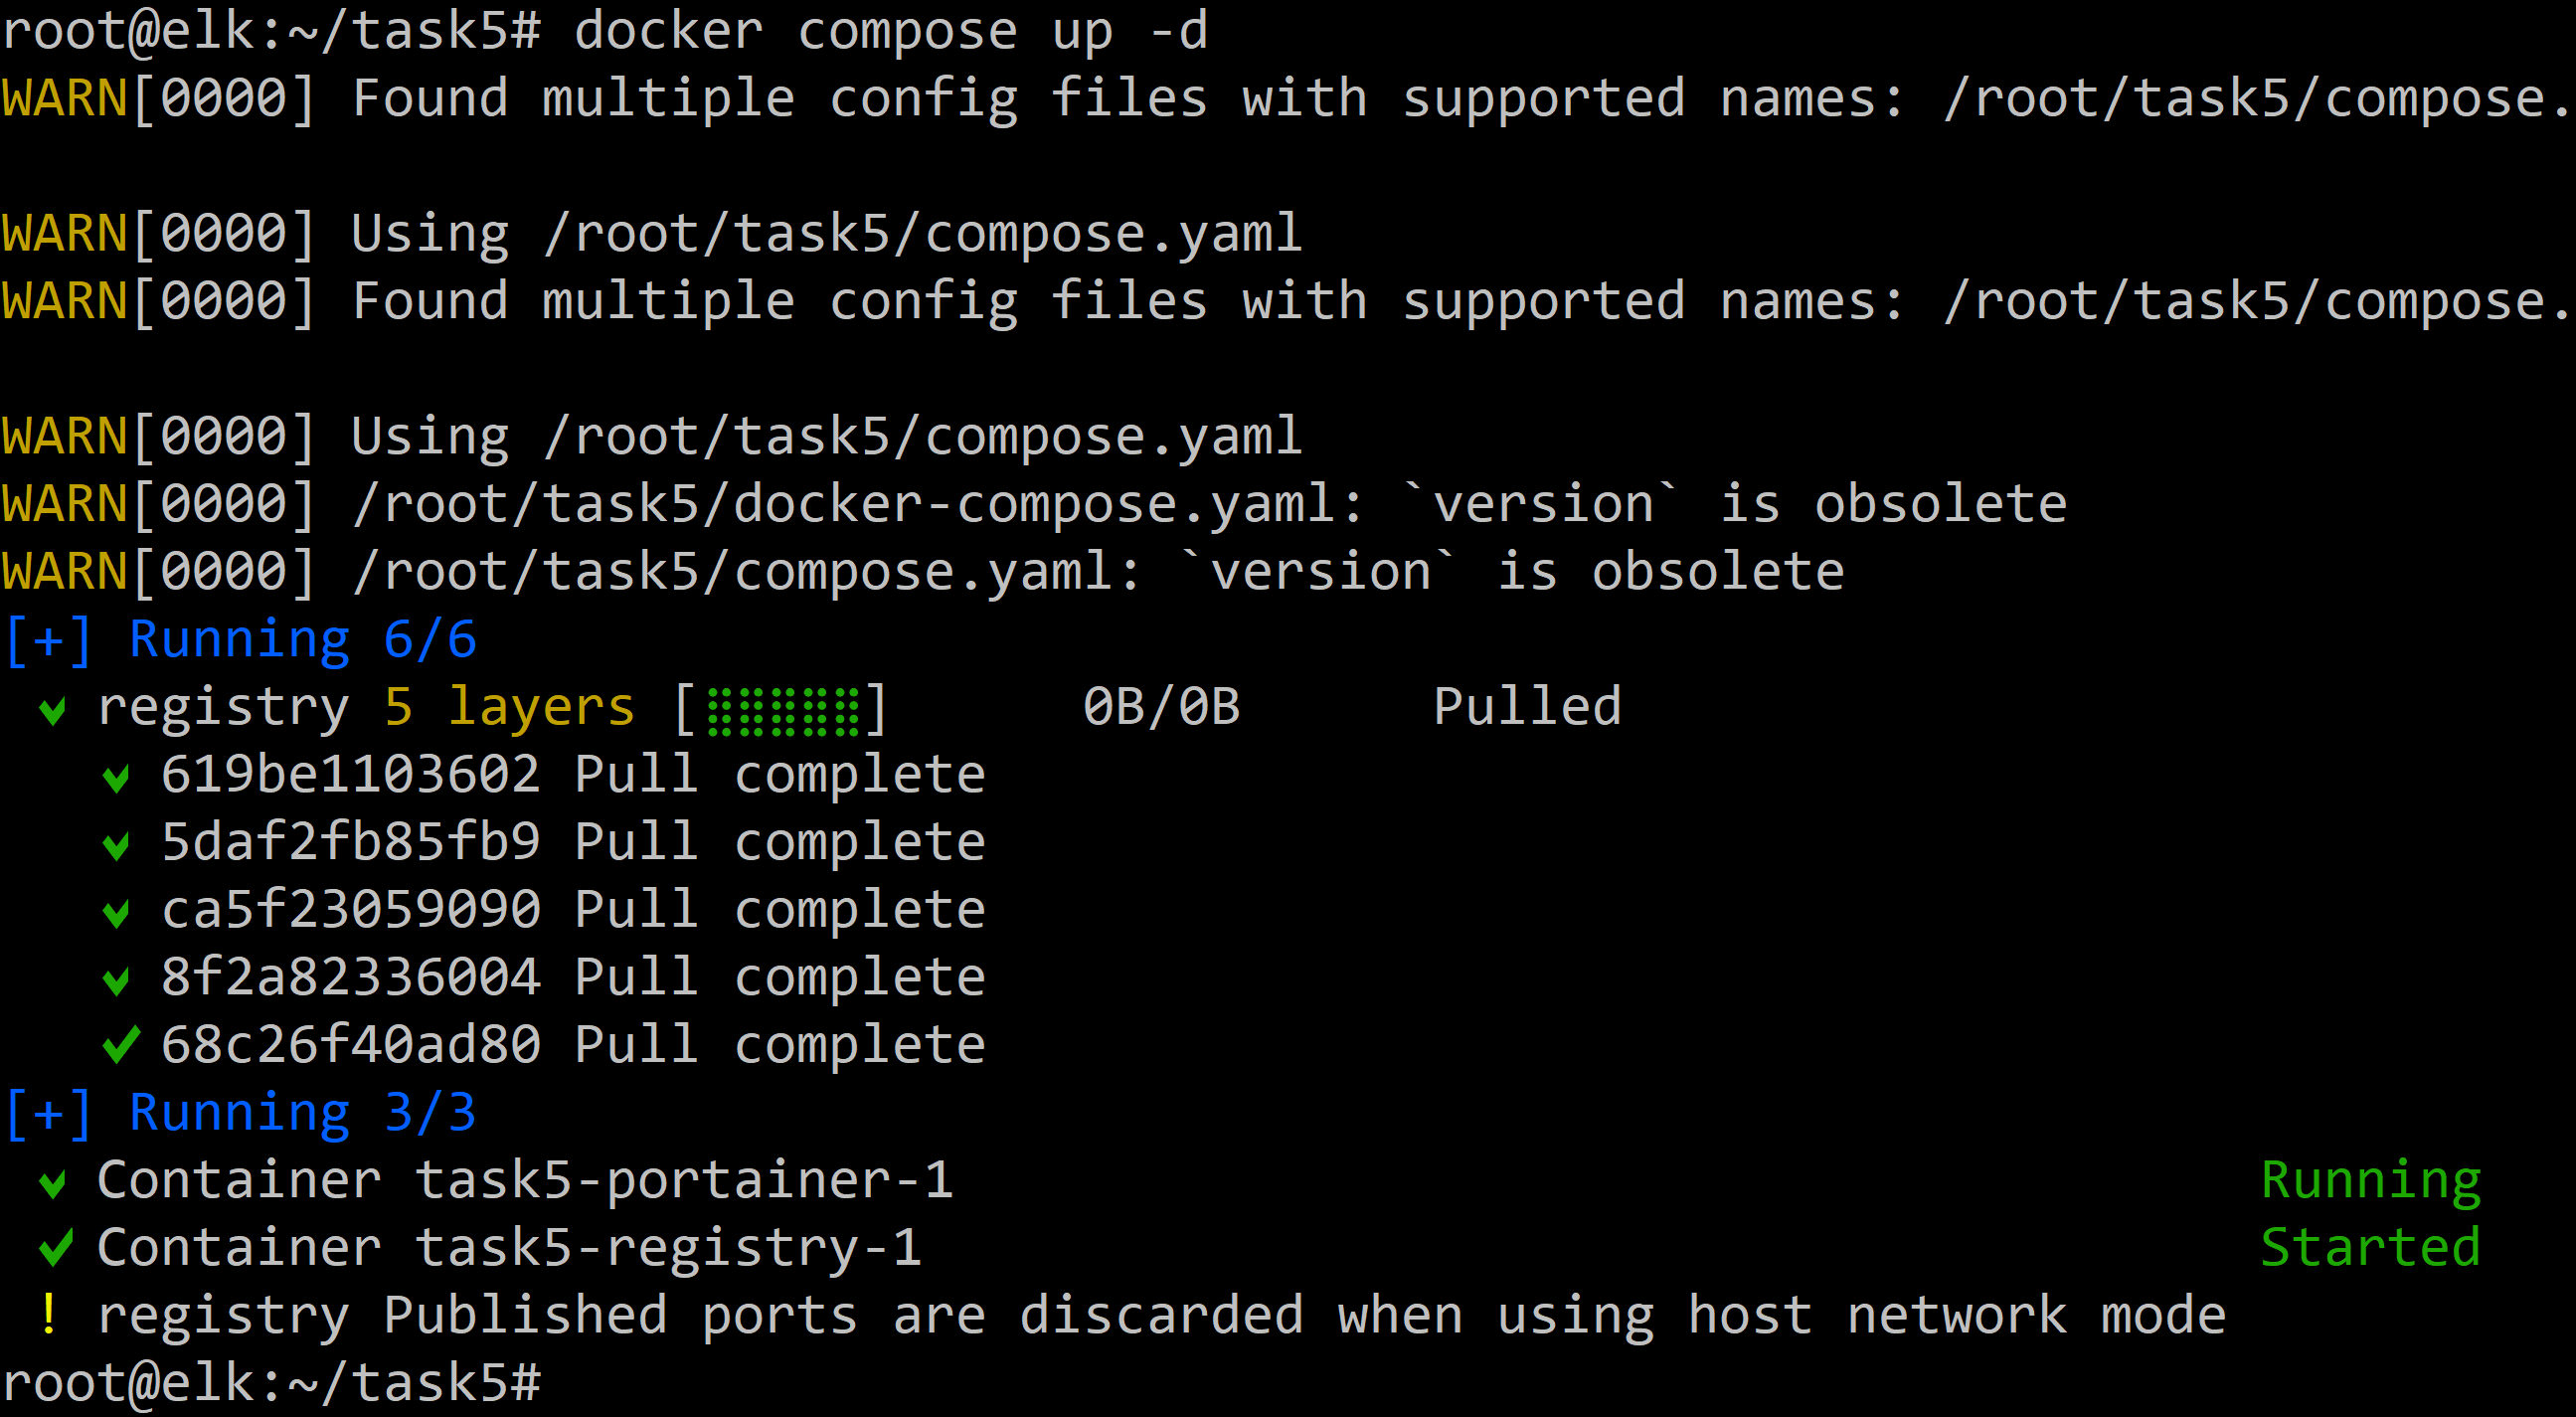 root@elk:~/task5# docker compose up -d
WARN[0000] Found multiple config files with supported names: /root/task5/compose.
WARN[0000] Using /root/task5/compose.yaml
WARN[0000] Found multiple config files with supported names: /root/task5/compose.
WARN[0000] Using /root/task5/compose.yaml
WARN[0000] /root/task5/docker-compose.yaml: `version` is obsolete
WARN[0000] /root/task5/compose.yaml: `version` is obsolete
[+] Running 6/6
✔ registry 5 layers [⣿⣿⣿⣿⣿] 0B/0B Pulled
✔ 619be1103602 Pull complete
✔ 5daf2fb85fb9 Pull complete
✔ ca5f23059090 Pull complete
✔ 8f2a82336004 Pull complete
✔ 68c26f40ad80 Pull complete
[+] Running 3/3
✔ Container task5-portainer-1 Running
✔ Container task5-registry-1 Started
! registry Published ports are discarded when using host network mode
root@elk:~/task5#